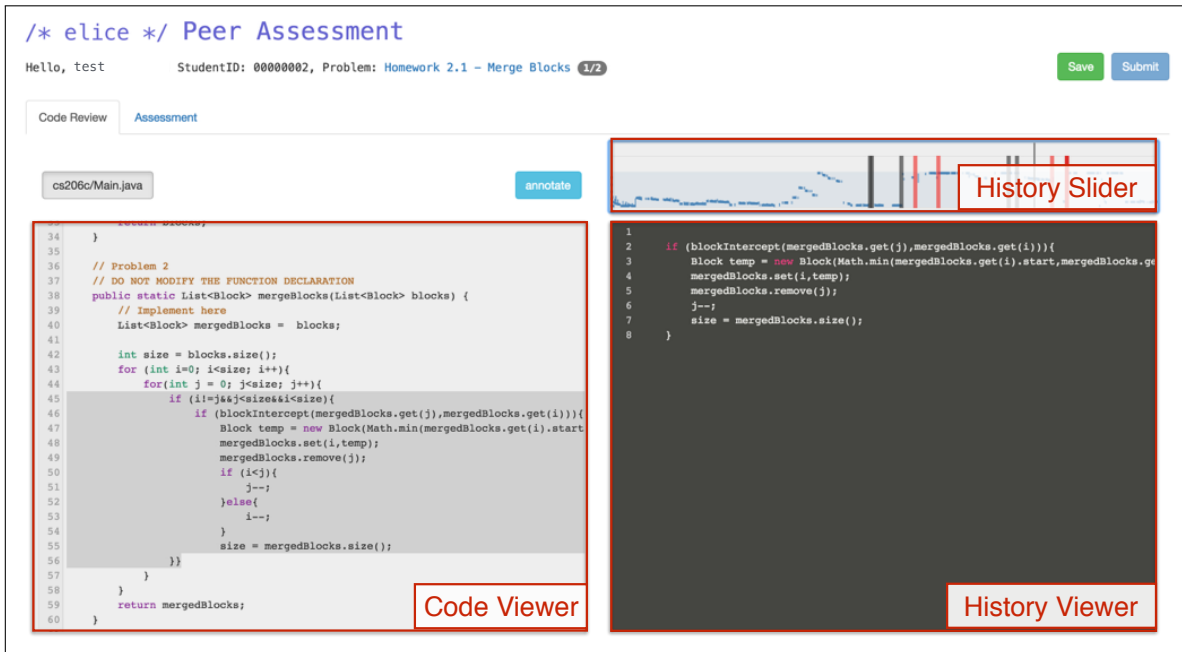 /* elice */ Peer Assessment
Hello, test StudentID: 00000002, Problem: Homework 2.1 – Merge Blocks 1/2
Save Submit
Code Review Assessment
cs206c/Main.java
annotate
History Slider
34 }
35
36 // Problem 2
37 // DO NOT MODIFY THE FUNCTION DECLARATION
38 public static List<Block> mergeBlocks(List<Block> blocks) {
39 // Implement here
40 List<Block> mergedBlocks = blocks;
41
42 int size = blocks.size();
43 for (int i=0; i<size; i++){
44 for(int j = 0; j<size; j++){
45 if (i!=j&&j<size&&i<size){
46 if (blockIntercept(mergedBlocks.get(j),mergedBlocks.get(i))){
47 Block temp = new Block(Math.min(mergedBlocks.get(i).start
48 mergedBlocks.set(i,temp);
49 mergedBlocks.remove(j);
50 if (i<j){
51 j--;
52 }else{
53 i--;
54 }
55 size = mergedBlocks.size();
56 }}
57 }
58 }
59 return mergedBlocks;
60 }
Code Viewer
1
2 if (blockIntercept(mergedBlocks.get(j),mergedBlocks.get(i))){
3 Block temp = new Block(Math.min(mergedBlocks.get(i).start,mergedBlocks.ge
4 mergedBlocks.set(i,temp);
5 mergedBlocks.remove(j);
6 j--;
7 size = mergedBlocks.size();
8 }
History Viewer